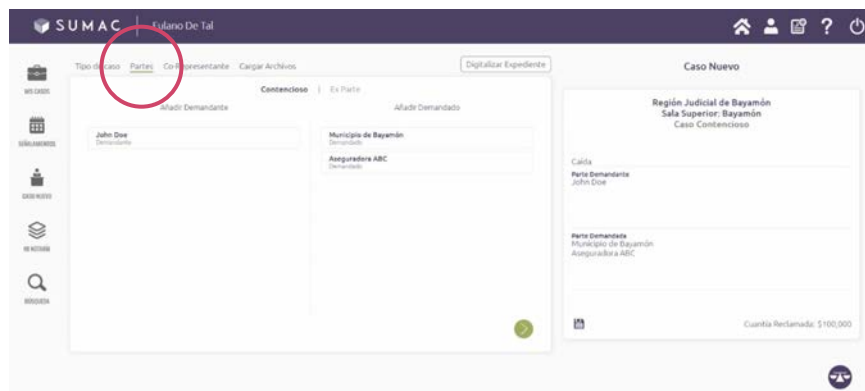 SUMAC Fulano De Tal
MIS CASOS
SEÑALAMIENTOS
CASO NUEVO
MI NOTARÍA
BÚSQUEDA
Tipo de caso Partes Co-Representante Cargar Archivos Digitalizar Expediente
Contencioso | Ex Parte
Añadir Demandante Añadir Demandado
John Doe
Demandante
Municipio de Bayamón
Demandado
Aseguradora ABC
Demandado
Caso Nuevo
Región Judicial de Bayamón
Sala Superior: Bayamón
Caso Contencioso
Caída
Parte Demandante
John Doe
Parte Demandada
Municipio de Bayamón
Aseguradora ABC
Cuantía Reclamada: $100,000